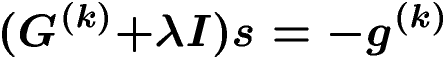 (G^{(k)}+λI)s = −g^{(k)}